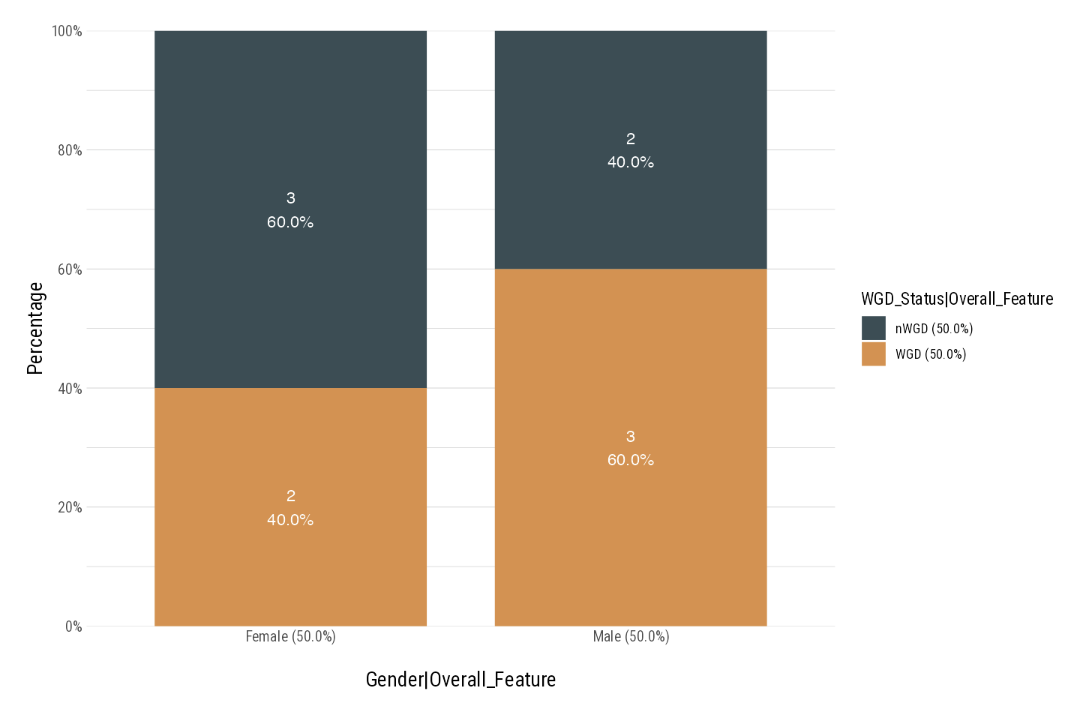 100%
80%
60%
40%
20%
0%
Percentage
3
60.0%
2
40.0%
2
40.0%
3
60.0%
Female (50.0%)
Male (50.0%)
Gender|Overall_Feature
WGD_Status|Overall_Feature
nWGD (50.0%)
WGD (50.0%)